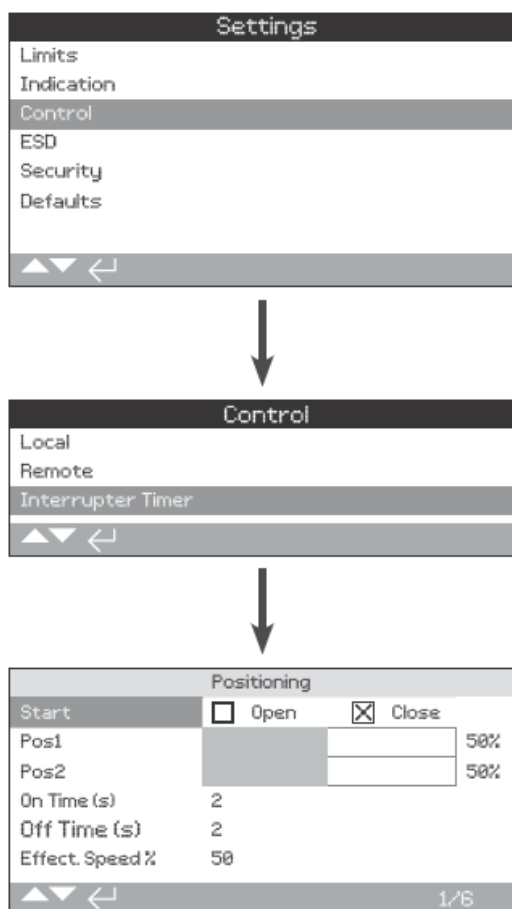 Settings
Limits
Indication
Control
ESD
Security
Defaults
Control
Local
Remote
Interrupter Timer
Positioning
Start Open Close
Pos1 50%
Pos2 50%
On Time (s) 2
Off Time (s) 2
Effect. Speed % 50
1/6